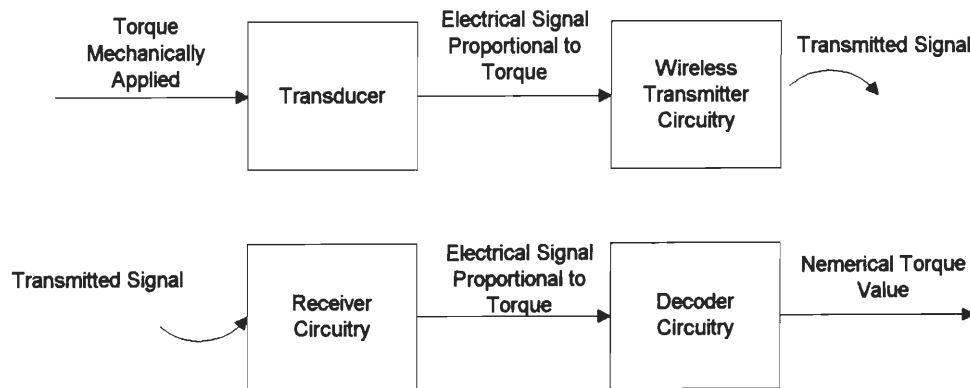 Torque
Mechanically
Applied
Transducer
Electrical Signal
Proportional to
Torque
Wireless
Transmitter
Circuitry
Transmitted Signal
Transmitted Signal
Receiver
Circuitry
Electrical Signal
Proportional to
Torque
Decoder
Circuitry
Nemerical Torque
Value